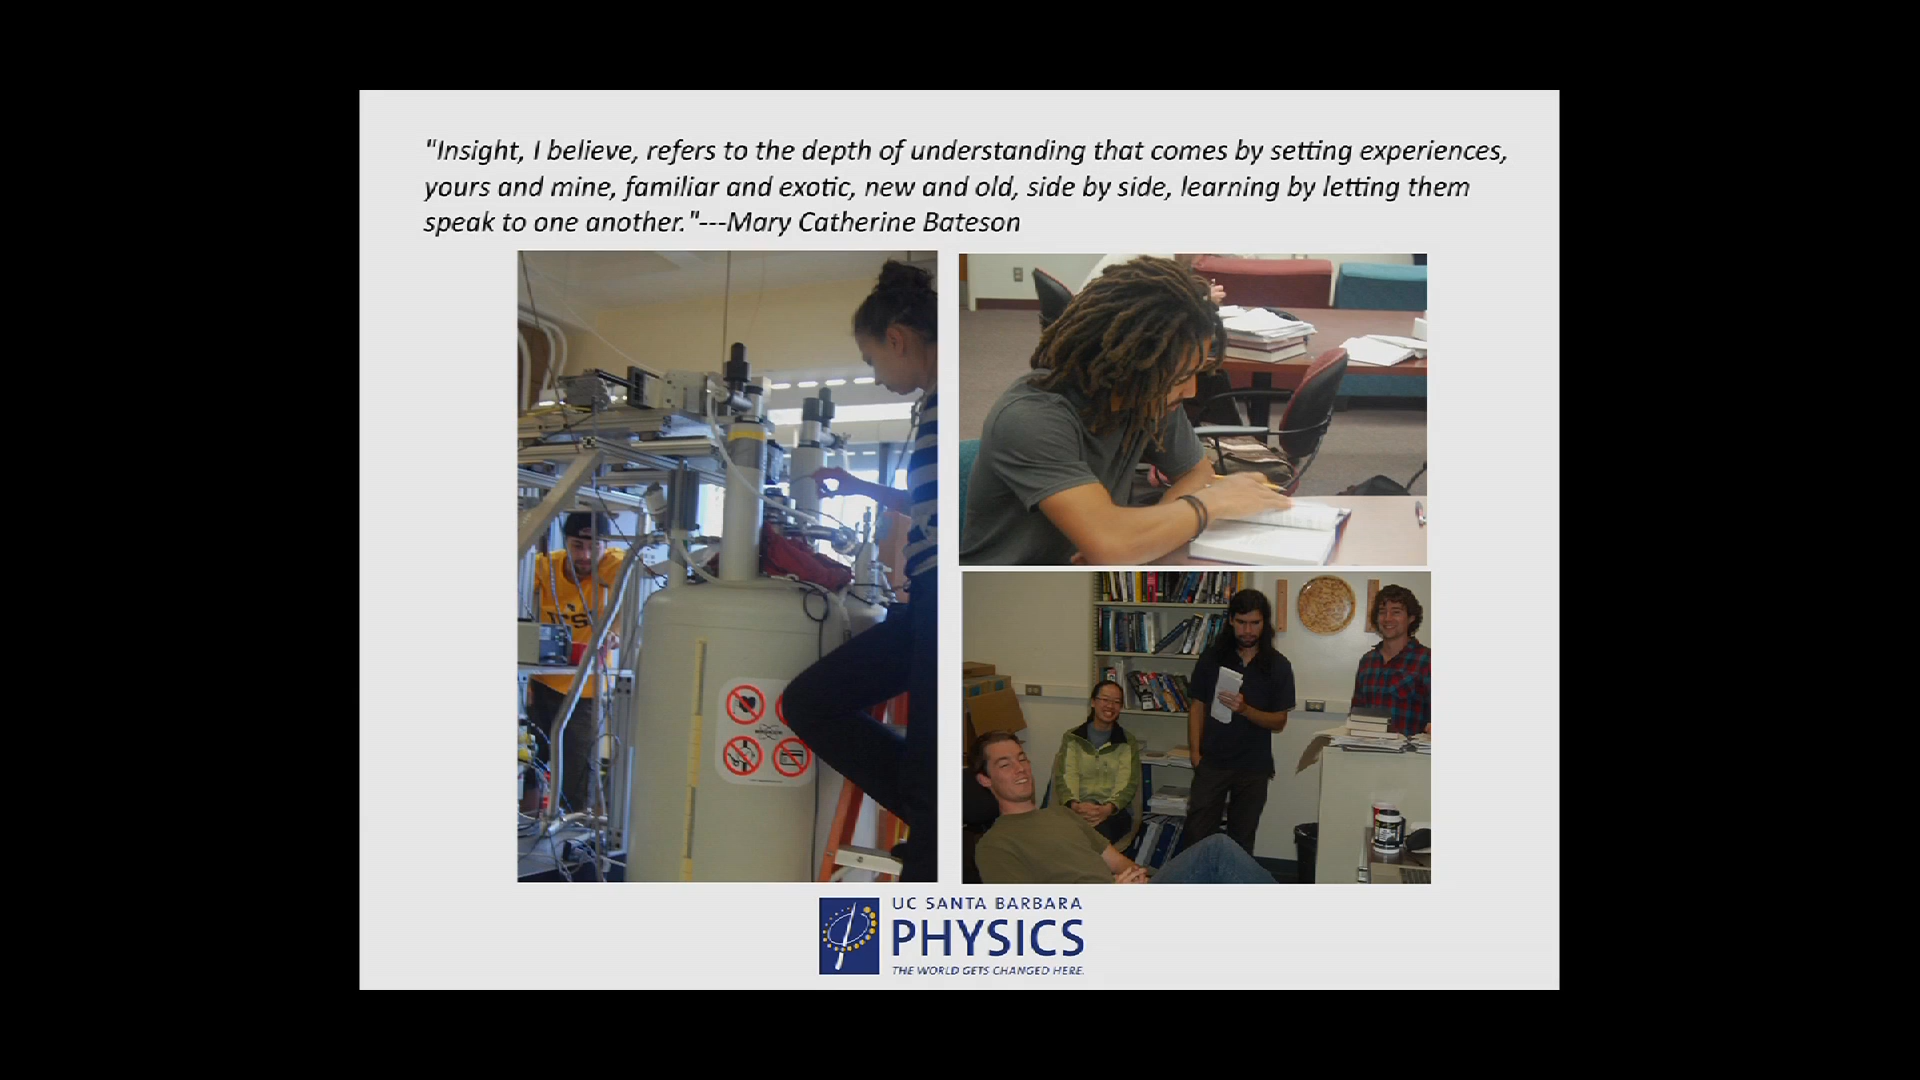 "Insight, I believe, refers to the depth of understanding that comes by setting experiences,
yours and mine, familiar and exotic, new and old, side by side, learning by letting them
speak to one another."---Mary Catherine Bateson
UC SANTA BARBARA
PHYSICS
THE WORLD GETS CHANGED HERE.